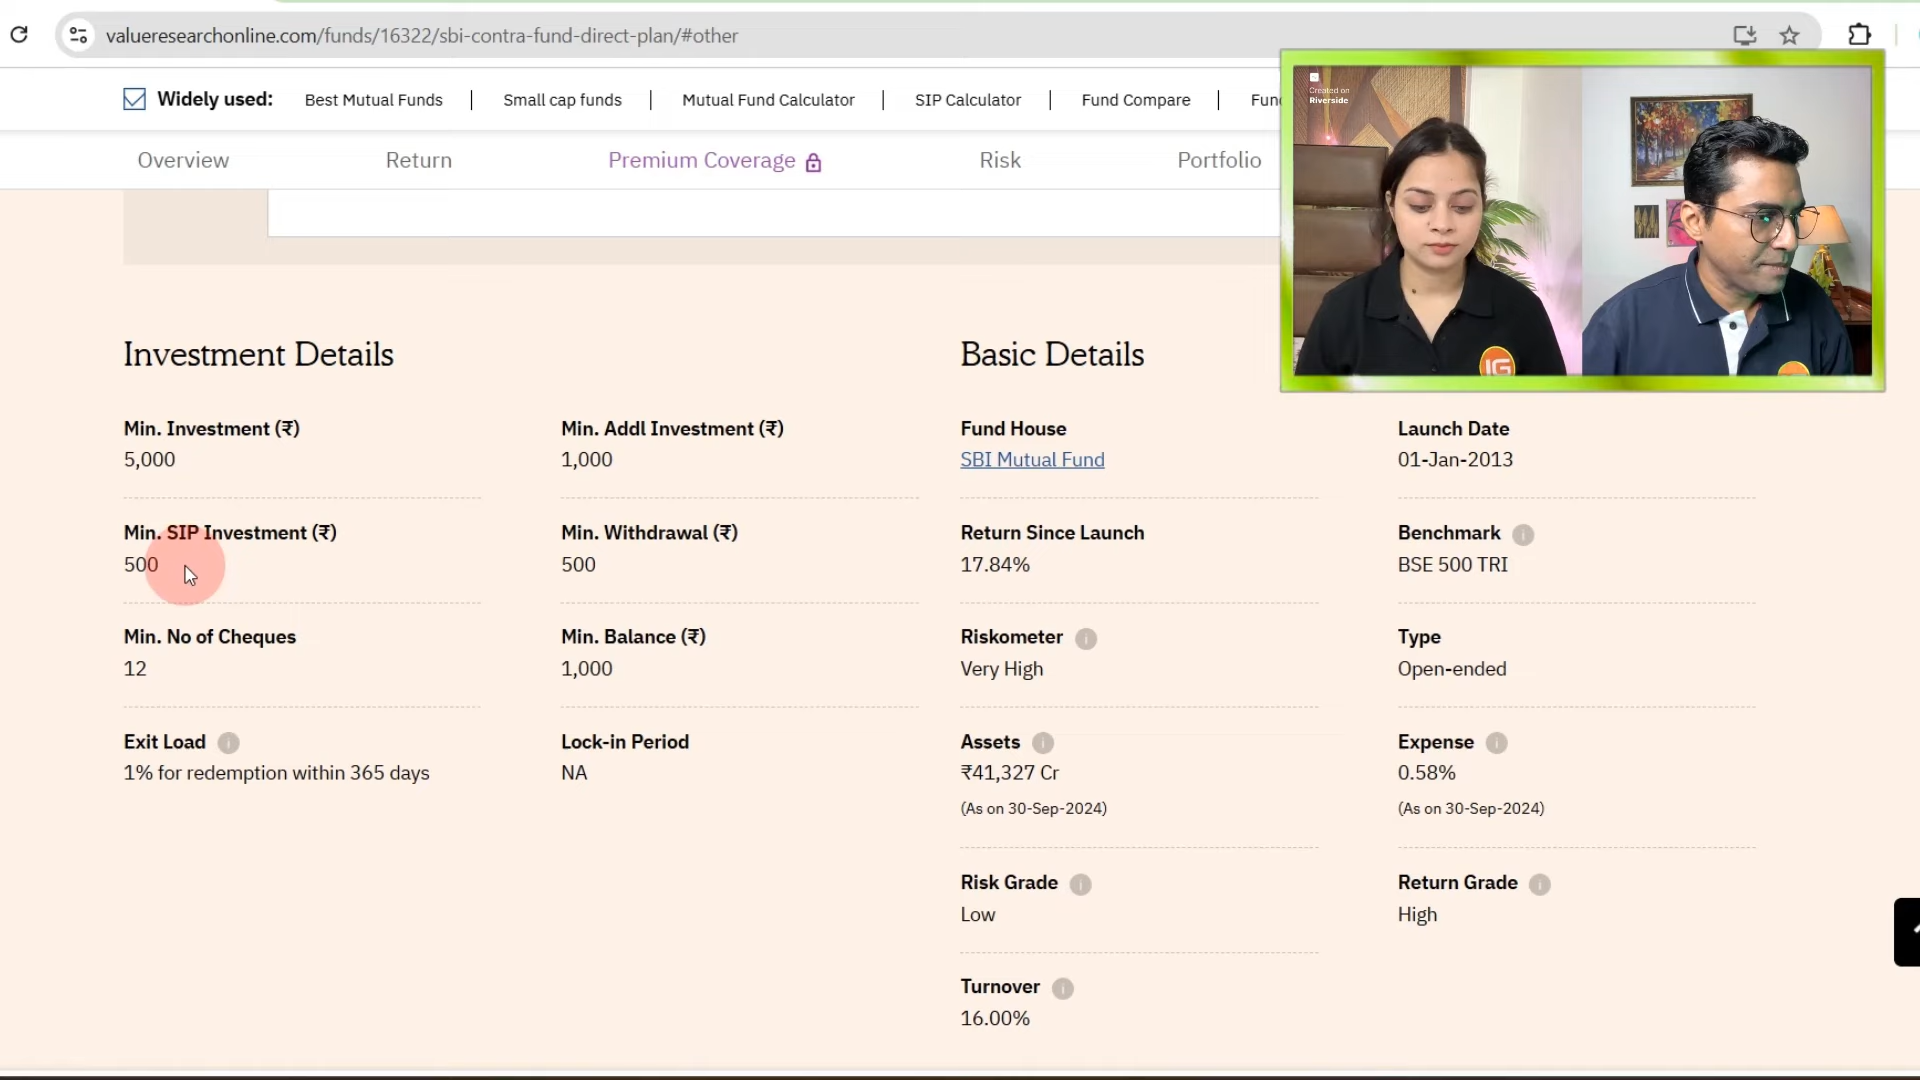 valueresearchonline.com/funds/16322/sbi-contra-fund-direct-plan/#other
Widely used:
Best Mutual Funds
Small cap funds
Mutual Fund Calculator
SIP Calculator
Fund Compare
Overview
Return
Premium Coverage
Risk
Portfolio
Created on
Riverside
IG
Investment Details
Min. Investment (₹)
5,000
Min. Addl Investment (₹)
1,000
Min. SIP Investment (₹)
500
Min. Withdrawal (₹)
500
Min. No of Cheques
12
Min. Balance (₹)
1,000
Exit Load
1% for redemption within 365 days
Lock-in Period
NA
Basic Details
Fund House
SBI Mutual Fund
Launch Date
01-Jan-2013
Return Since Launch
17.84%
Benchmark
BSE 500 TRI
Riskometer
Very High
Type
Open-ended
Assets
₹41,327 Cr
(As on 30-Sep-2024)
Expense
0.58%
(As on 30-Sep-2024)
Risk Grade
Low
Return Grade
High
Turnover
16.00%